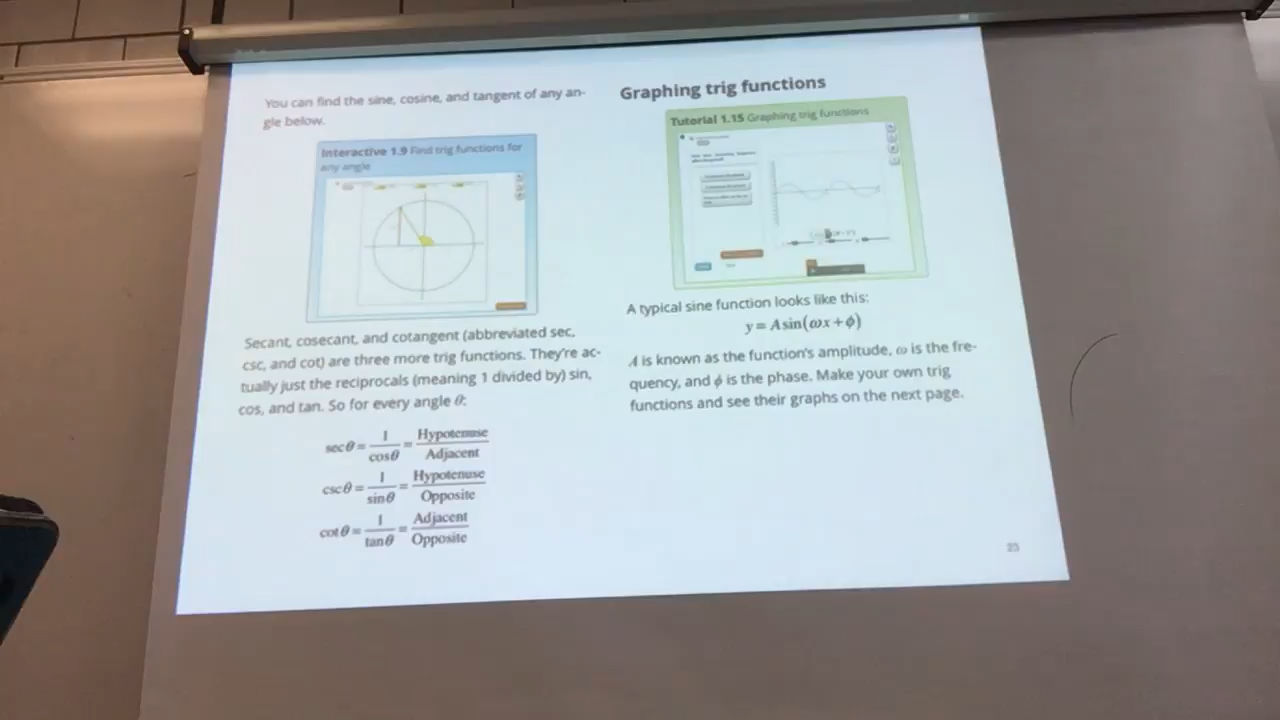 You can find the sine, cosine, and tangent of any an-
gle below.
Interactive 1.9 Find trig functions for
any angle
Secant, cosecant, and cotangent (abbreviated sec,
csc, and cot) are three more trig functions. They're ac-
tually just the reciprocals (meaning 1 divided by) sin,
cos, and tan. So for every angle θ:
secθ = 1/cosθ = Hypotenuse/Adjacent
cscθ = 1/sinθ = Hypotenuse/Opposite
cotθ = 1/tanθ = Adjacent/Opposite
Graphing trig functions
Tutorial 1.15 Graphing trig functions
A typical sine function looks like this:
y = A sin(ωx + ϕ)
A is known as the function's amplitude, ω is the fre-
quency, and ϕ is the phase. Make your own trig
functions and see their graphs on the next page.
23